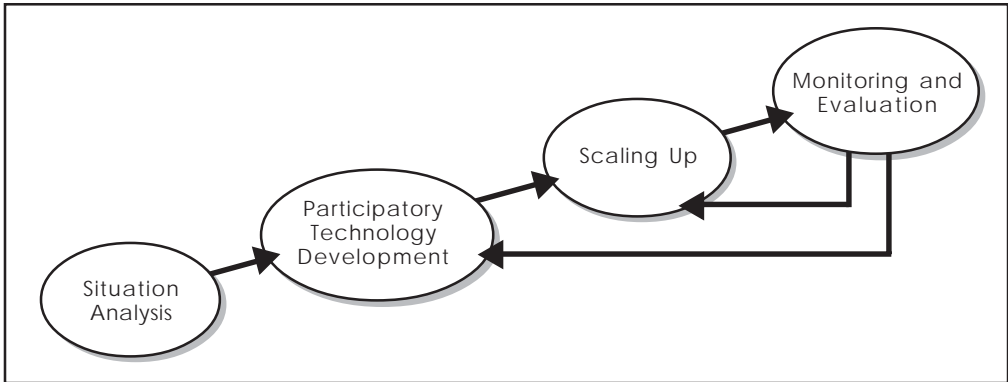 Monitoring and
Evaluation
Scaling Up
Participatory
Technology
Development
Situation
Analysis